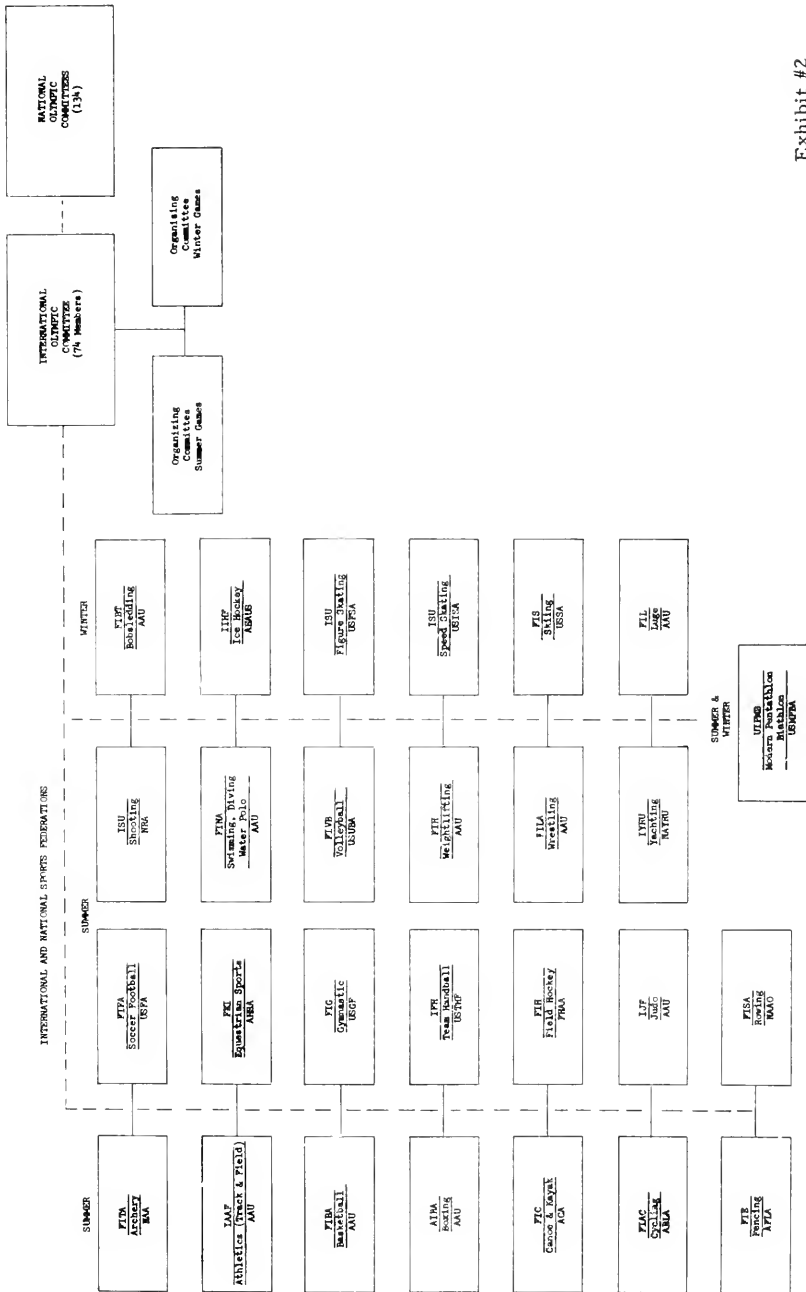 NATIONAL
OLYMPIC
COMMITTEES
(134)
INTERNATIONAL
OLYMPIC
COMMITTEE
(74 Members)
Organizing
Committee
Summer Games
Organizing
Committee
Winter Games
INTERNATIONAL AND NATIONAL SPORTS FEDERATIONS
SUMMER
SUMMER
WINTER
FITA
Archery
NAA
FIFA
Soccer Football
USFA
ISU
Shooting
NRA
FIBT
Bobsledding
AAU
IAAF
Athletics (Track & Field)
AAU
FEI
Equestrian Sports
AHSA
FINA
Swimming, Diving
Water Polo
AAU
IIHF
Ice Hockey
AHAUS
FIBA
Basketball
AAU
FIG
Gymnastic
USGF
FIVB
Volleyball
USUBA
ISU
Figure Skating
USFSA
AIBA
Boxing
AAU
IFH
Team Handball
USTHF
FIH
Weightlifting
AAU
ISU
Speed Skating
USISA
FIC
Canoe & Kayak
ACA
FIH
Field Hockey
FHAA
FILA
Wrestling
AAU
FIS
Skiing
USSA
FIAC
Cycling
ABLA
IJF
Judo
AAU
IYRU
Yachting
NAYRU
FIL
Luge
AAU
FIE
Fencing
AFLA
FISA
Rowing
NAAO
SUMMER &
WINTER
UIPMB
Modern Pentathlon
Biathlon
USMPBA
Exhibit #2